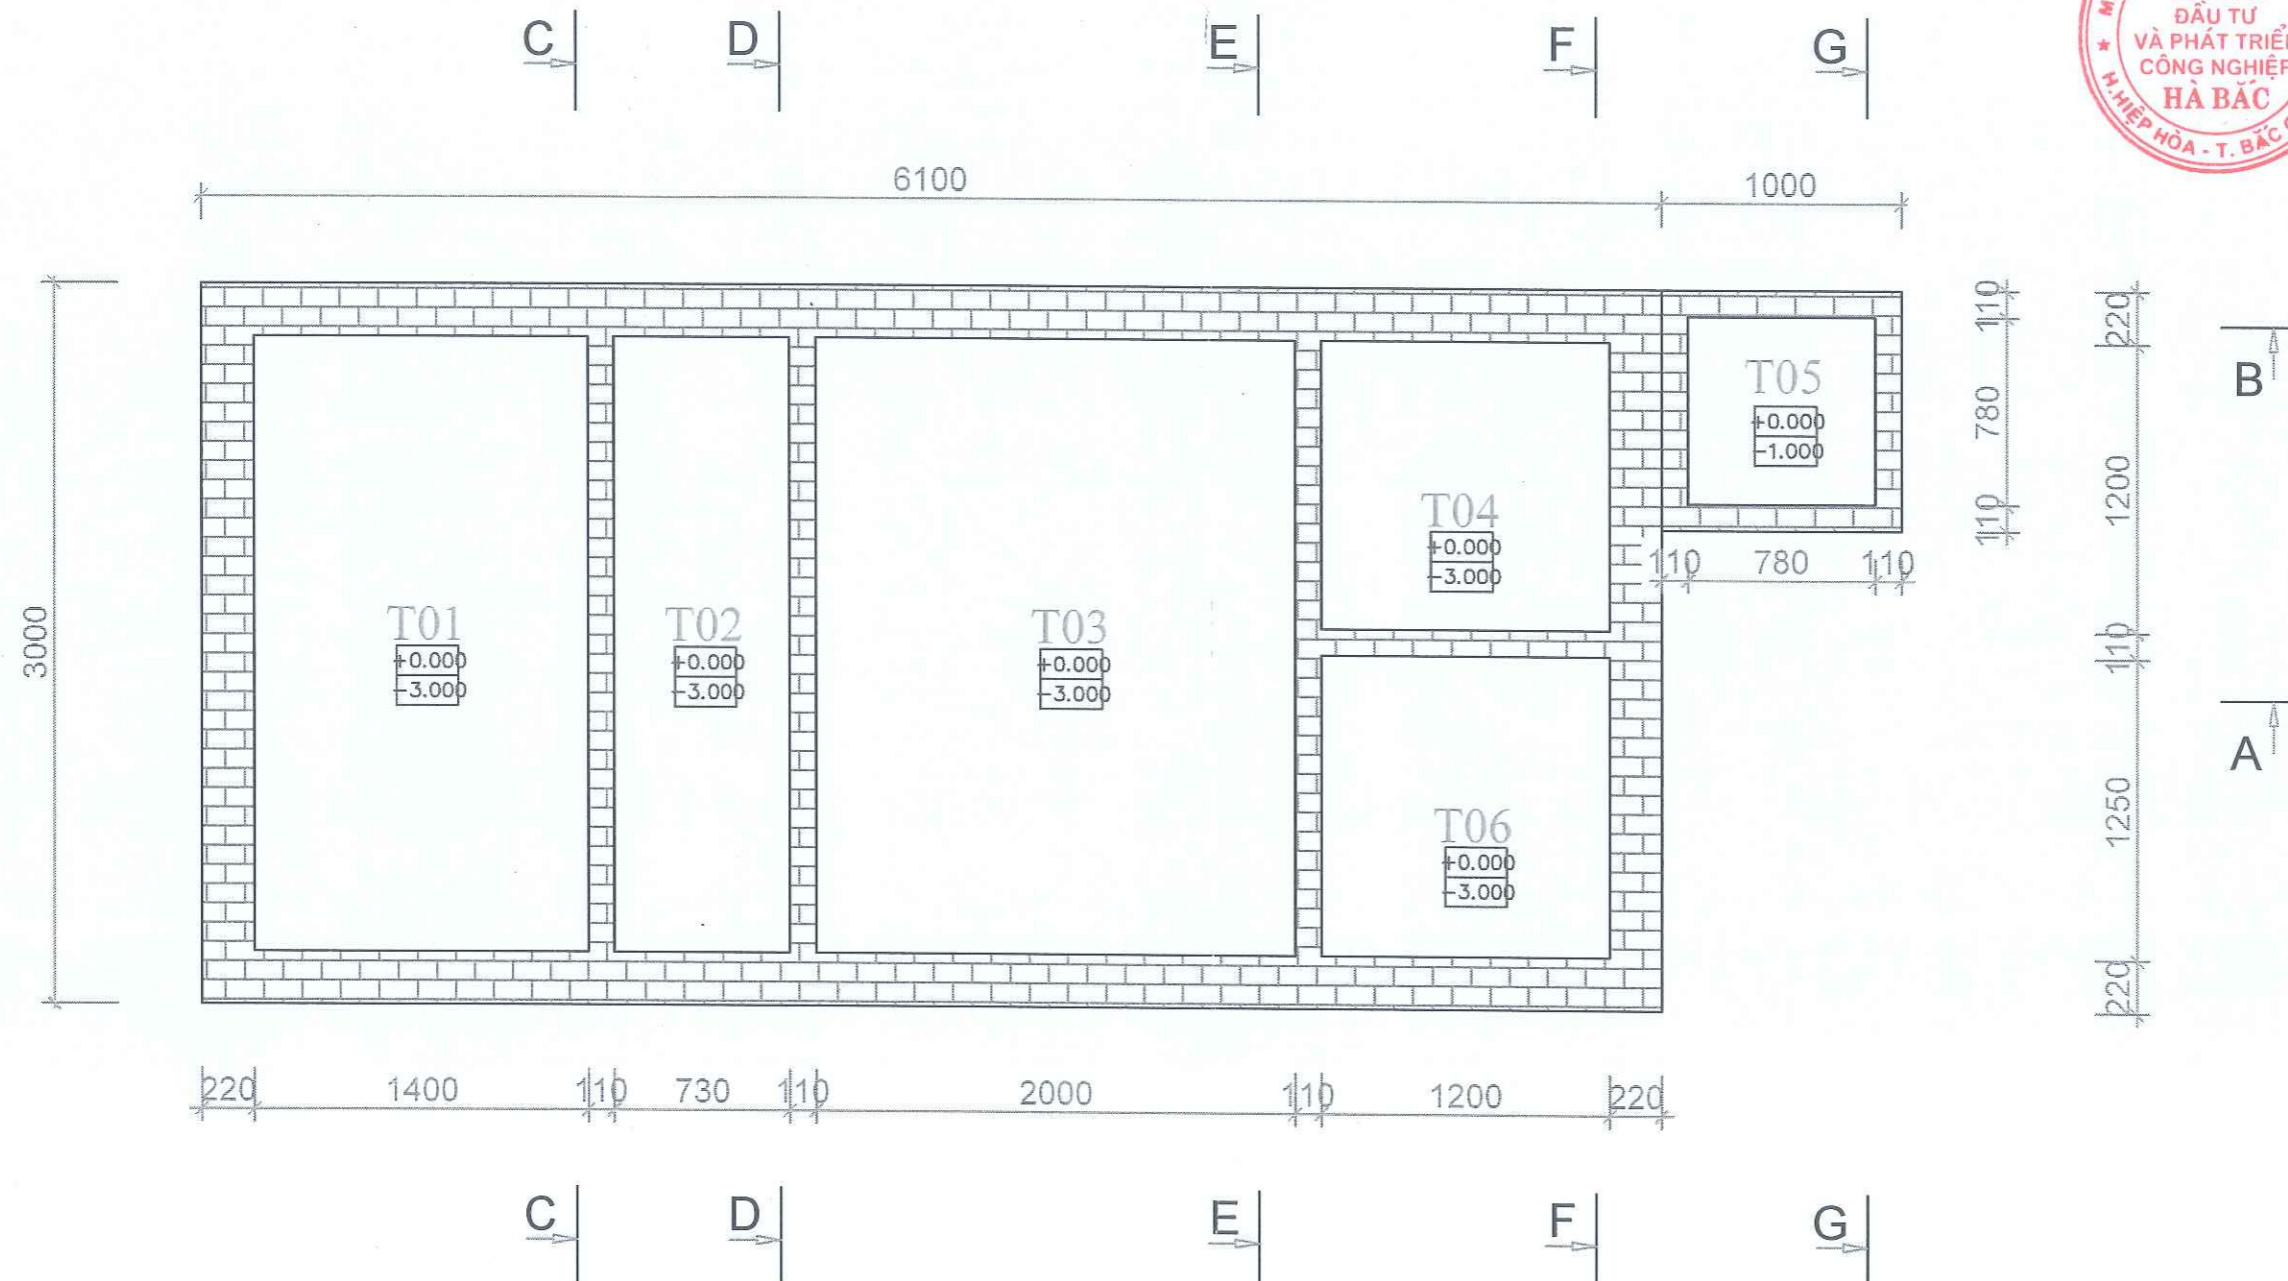 C D E F G
ĐẦU TƯ
VÀ PHÁT TRIỂN
CÔNG NGHIỆP
HÀ BẮC
H.HIỆP HÒA - T. BẮC
6100
1000
3000
T01
+0.000
-3.000
T02
+0.000
-3.000
T03
+0.000
-3.000
T04
+0.000
-3.000
T05
+0.000
-1.000
T06
+0.000
-3.000
110
780
110
110 780 110
220
1200
110
1250
220
B
A
220 1400 110 730 110 2000 110 1200 220
C D E F G